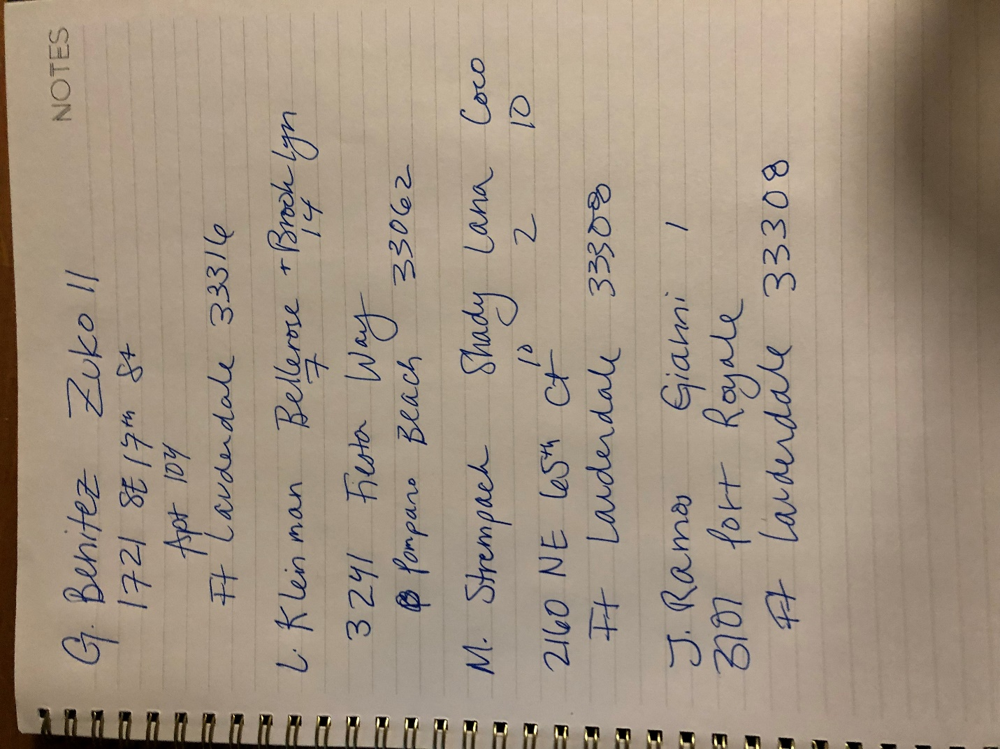 NOTES
G. Benitez Zuko 11
1721 SE 17th St
Apt 104
Ft Lauderdale 33316
L. Kleinman Bellerose + Brooklyn
7 14
3241 Fiesta Way
Pompano Beach 33062
M. Strempack Shady Lana Coco
10 2 10
2160 NE 65th Ct
Ft Lauderdale 33308
J. Ramos Gianni 1
Port Royale
Ft Lauderdale 33308